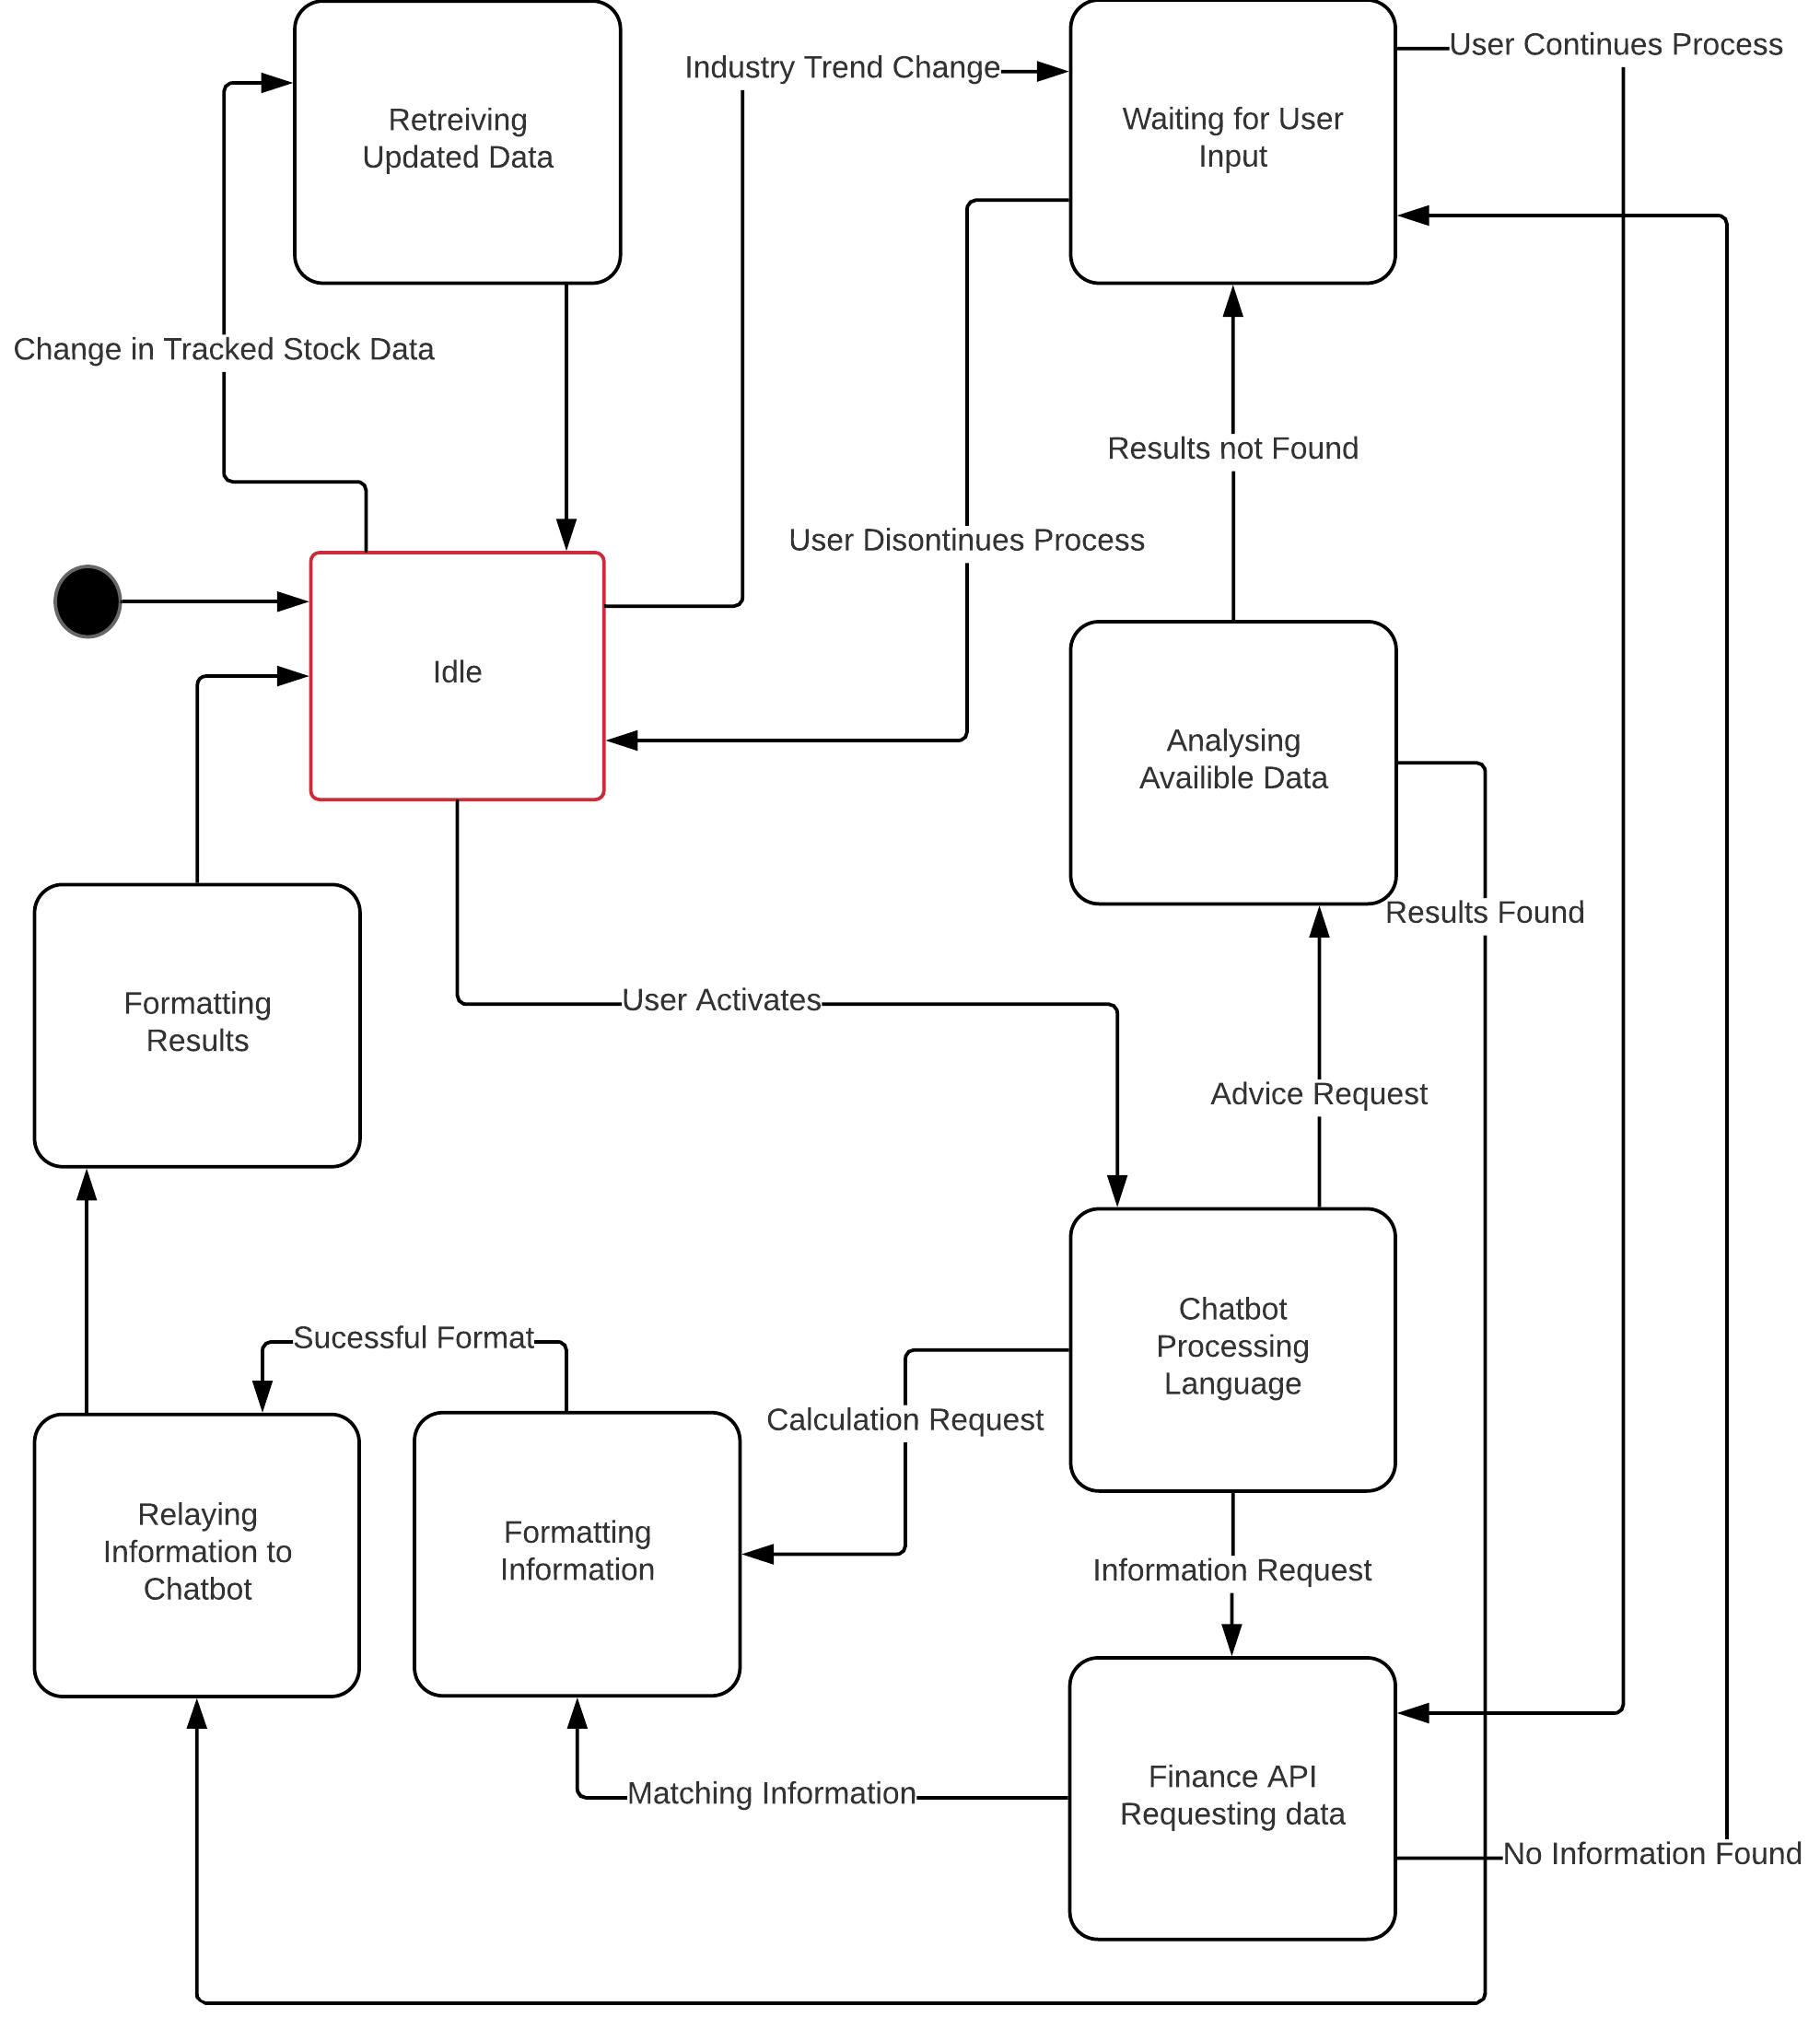 User Continues Process
Industry Trend Change
Retreiving
Updated Data
Waiting for User
Input
Change in Tracked Stock Data
Results not Found
User Disontinues Process
Idle
Analysing
Availible Data
Results Found
Formatting
Results
User Activates
Advice Request
Chatbot
Processing
Language
Sucessful Format
Calculation Request
Relaying
Information to
Chatbot
Formatting
Information
Information Request
Finance API
Requesting data
Matching Information
No Information Found